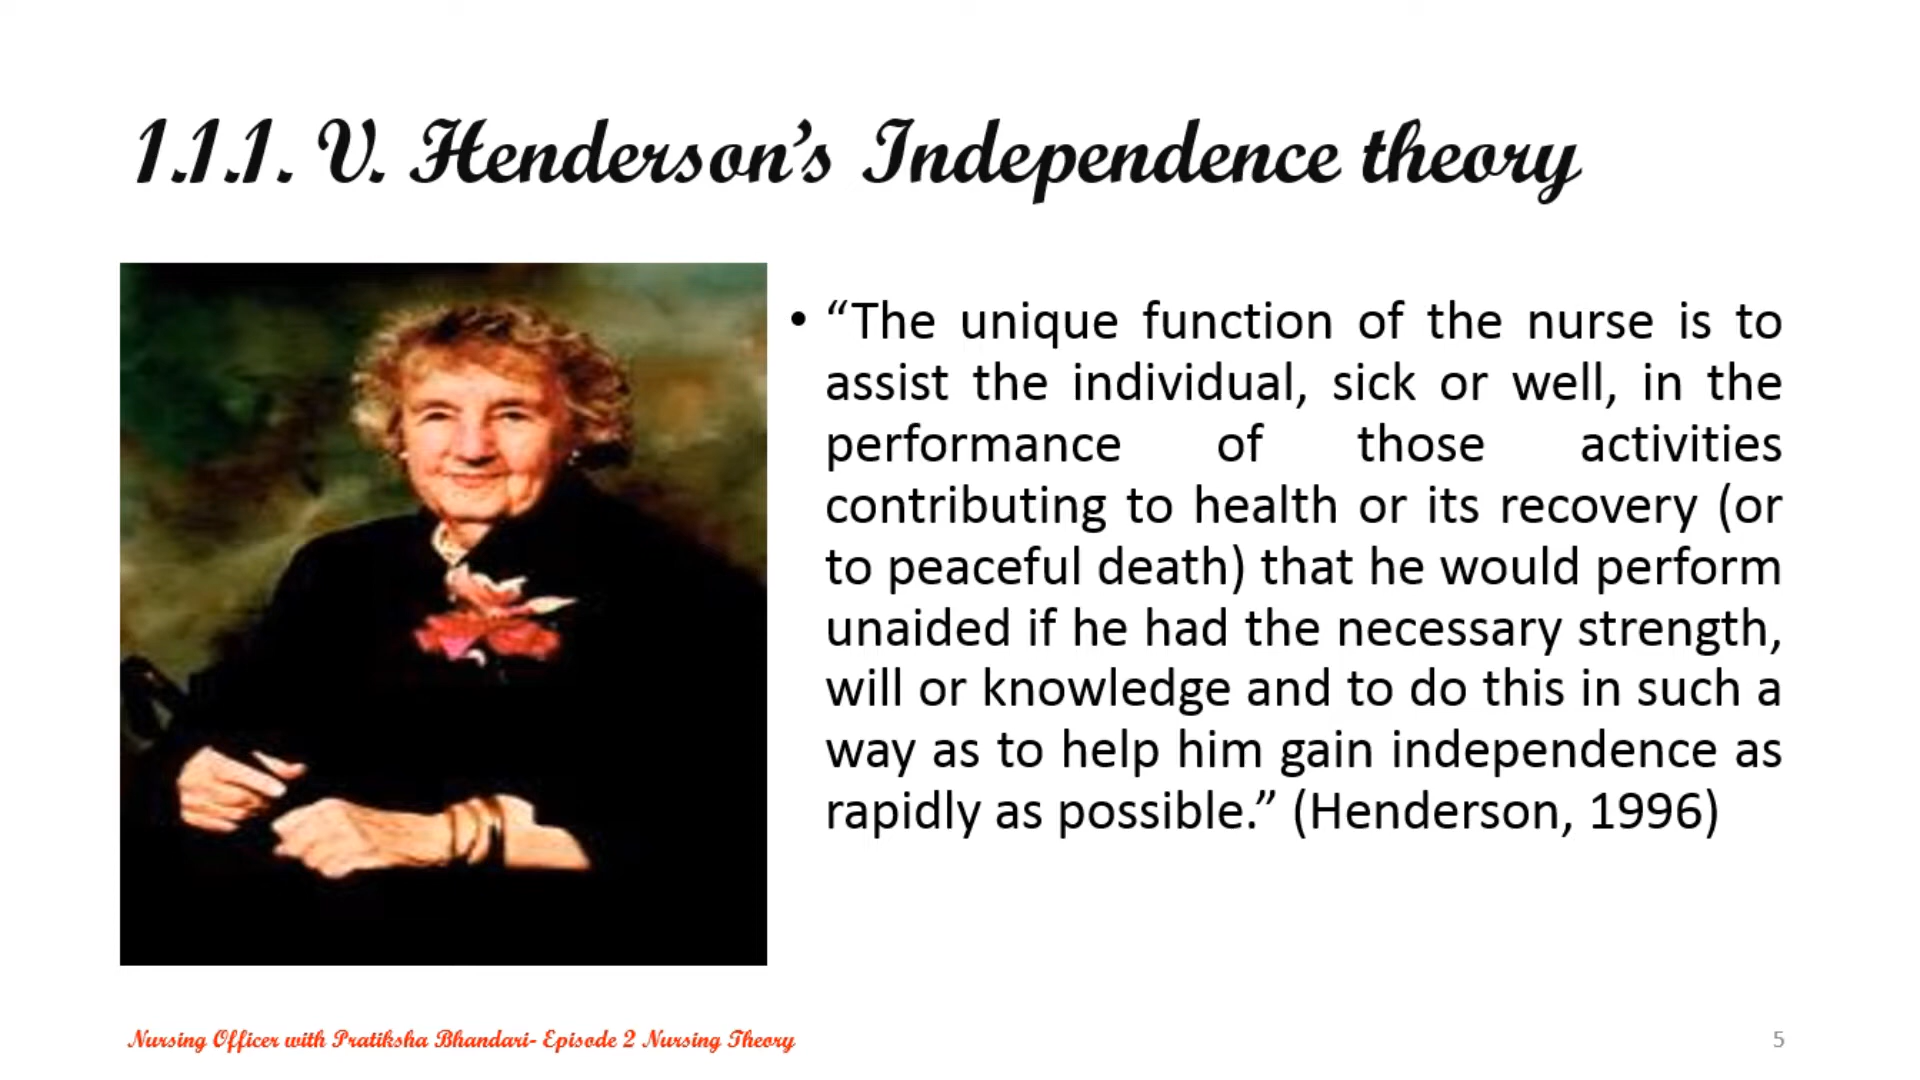 1.1.1. V. Henderson’s Independence theory
• “The unique function of the nurse is to
assist the individual, sick or well, in the
performance of those activities
contributing to health or its recovery (or
to peaceful death) that he would perform
unaided if he had the necessary strength,
will or knowledge and to do this in such a
way as to help him gain independence as
rapidly as possible.” (Henderson, 1996)
Nursing Officer with Pratiksha Bhandari- Episode 2 Nursing Theory
5